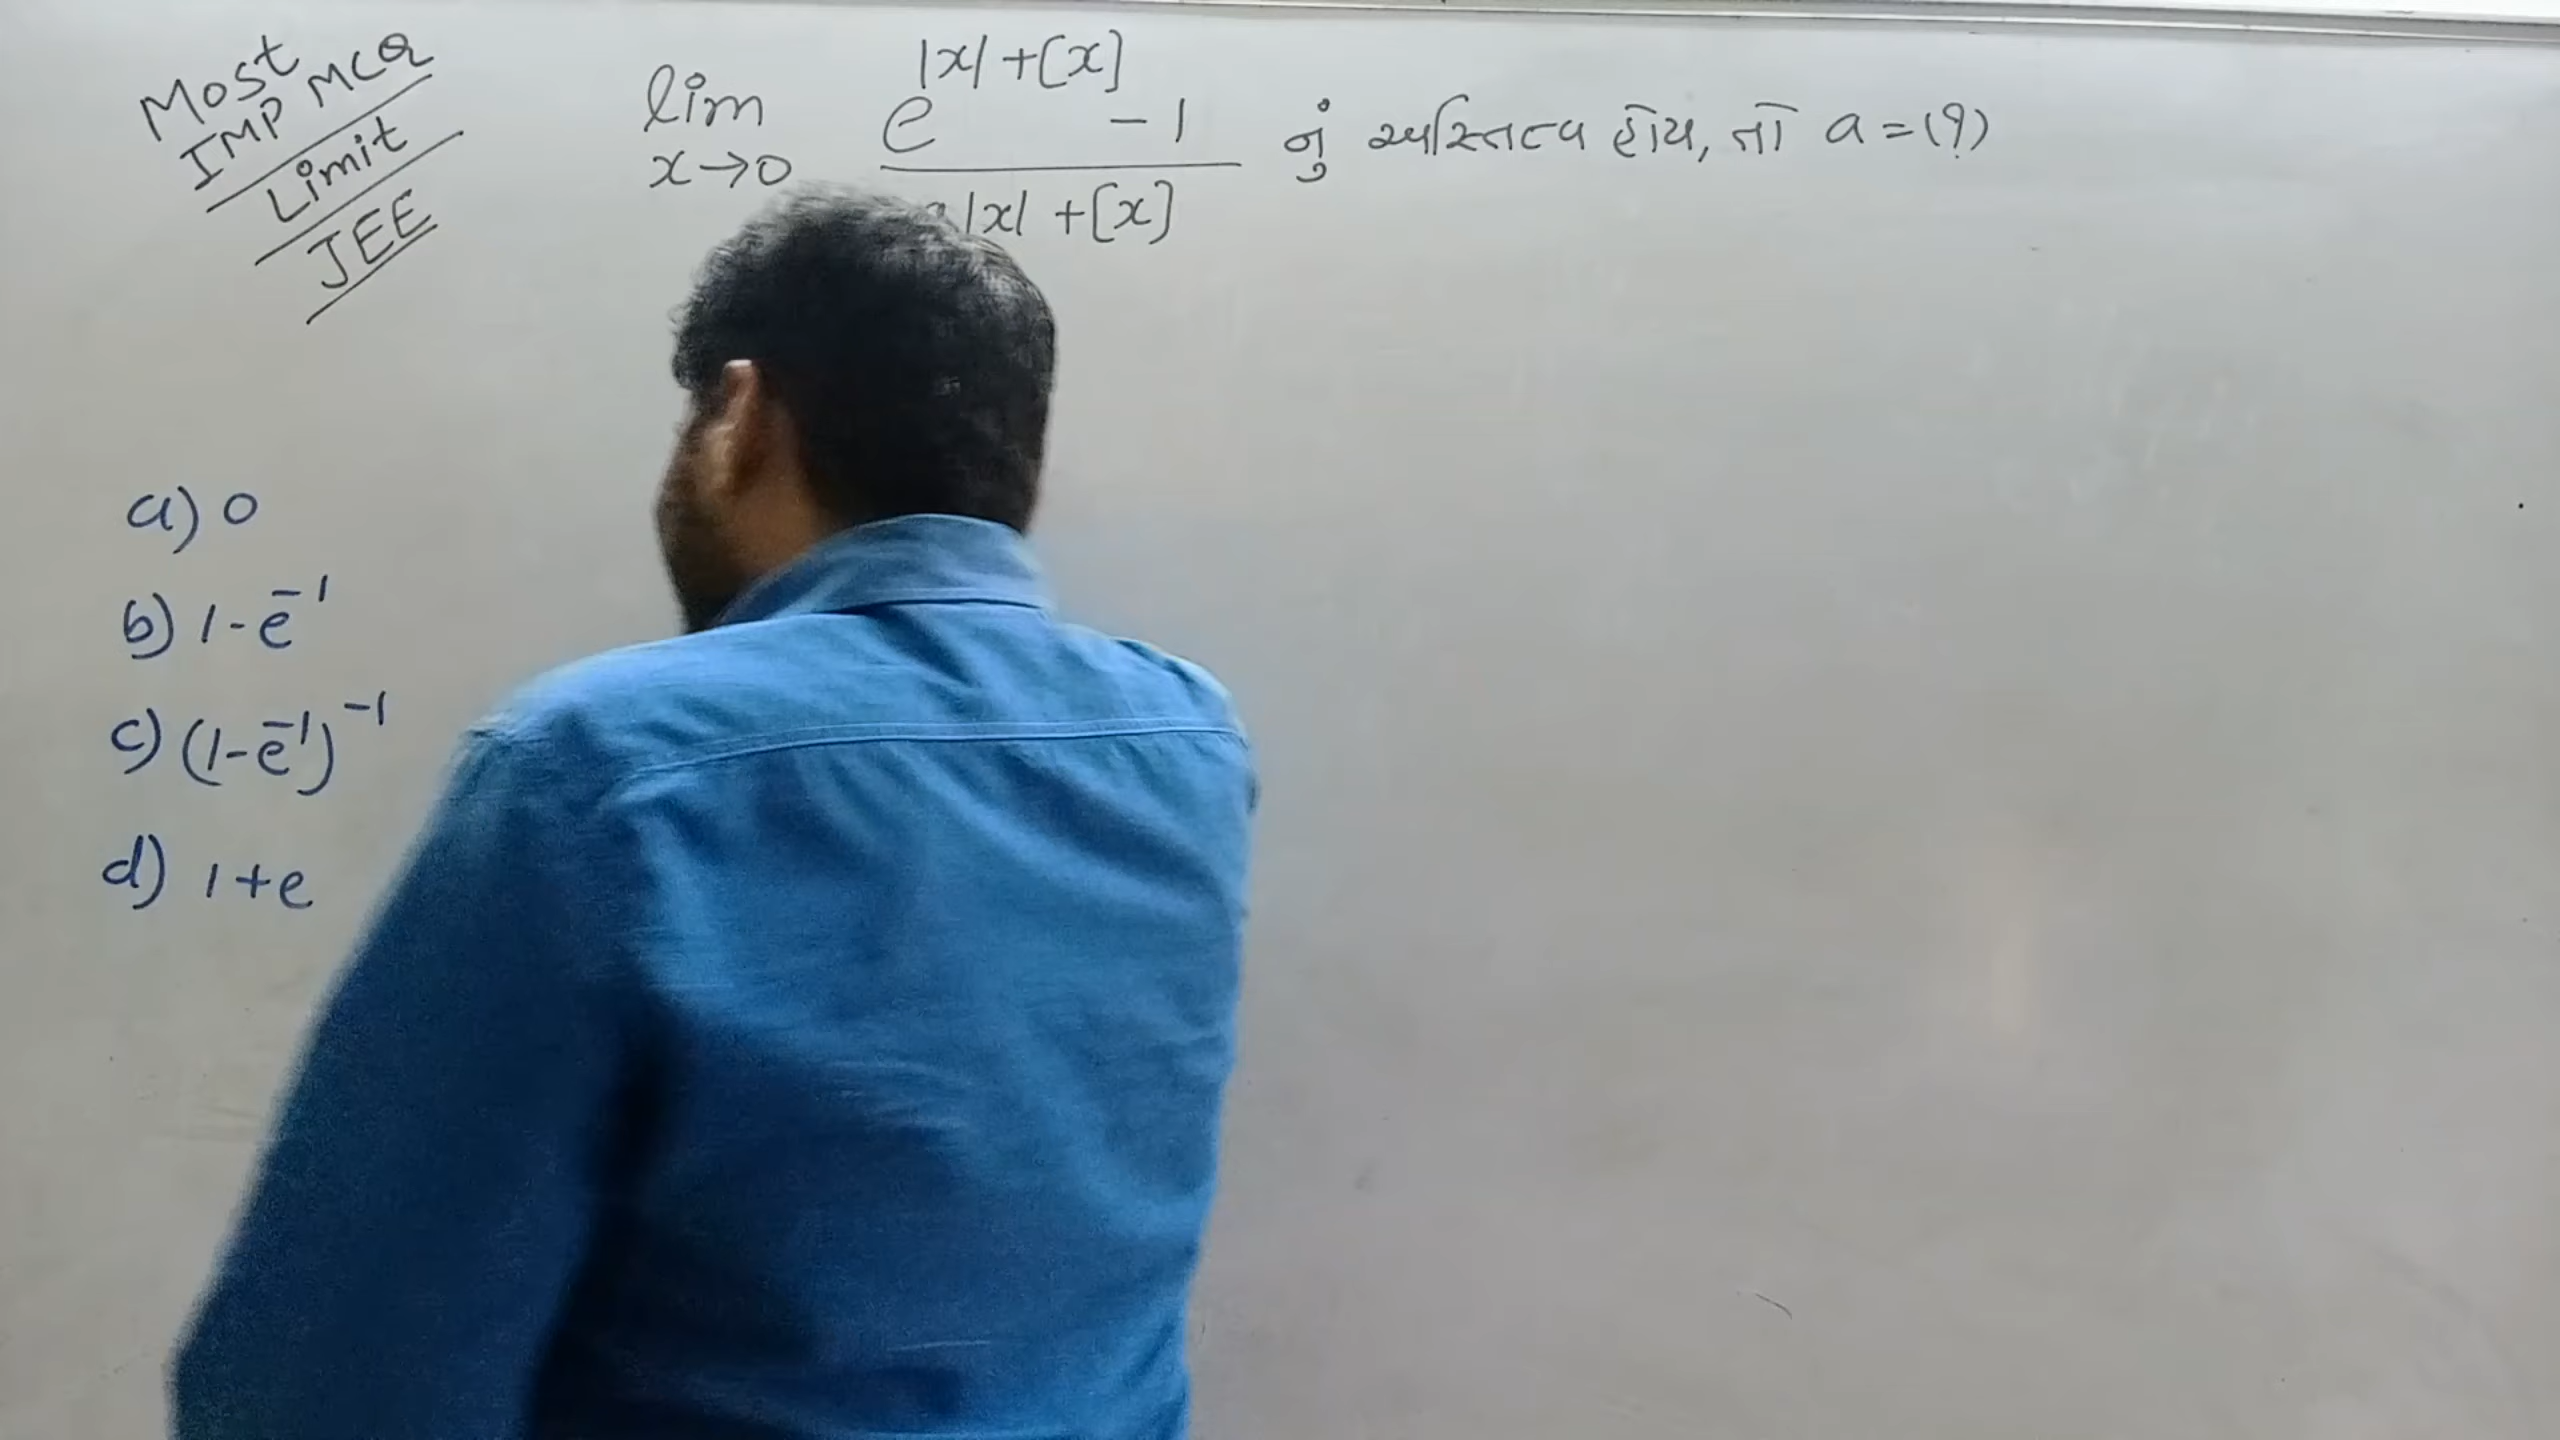 Most
IMP MCQ
Limit
JEE
lim x→0 (e^(|x|+[x]) - 1) / (|x| + [x]) નું અસ્તિત્વ હોય, તો a = (?)
a) 0
b) 1-e⁻¹
c) (1-e⁻¹)⁻¹
d) 1+e